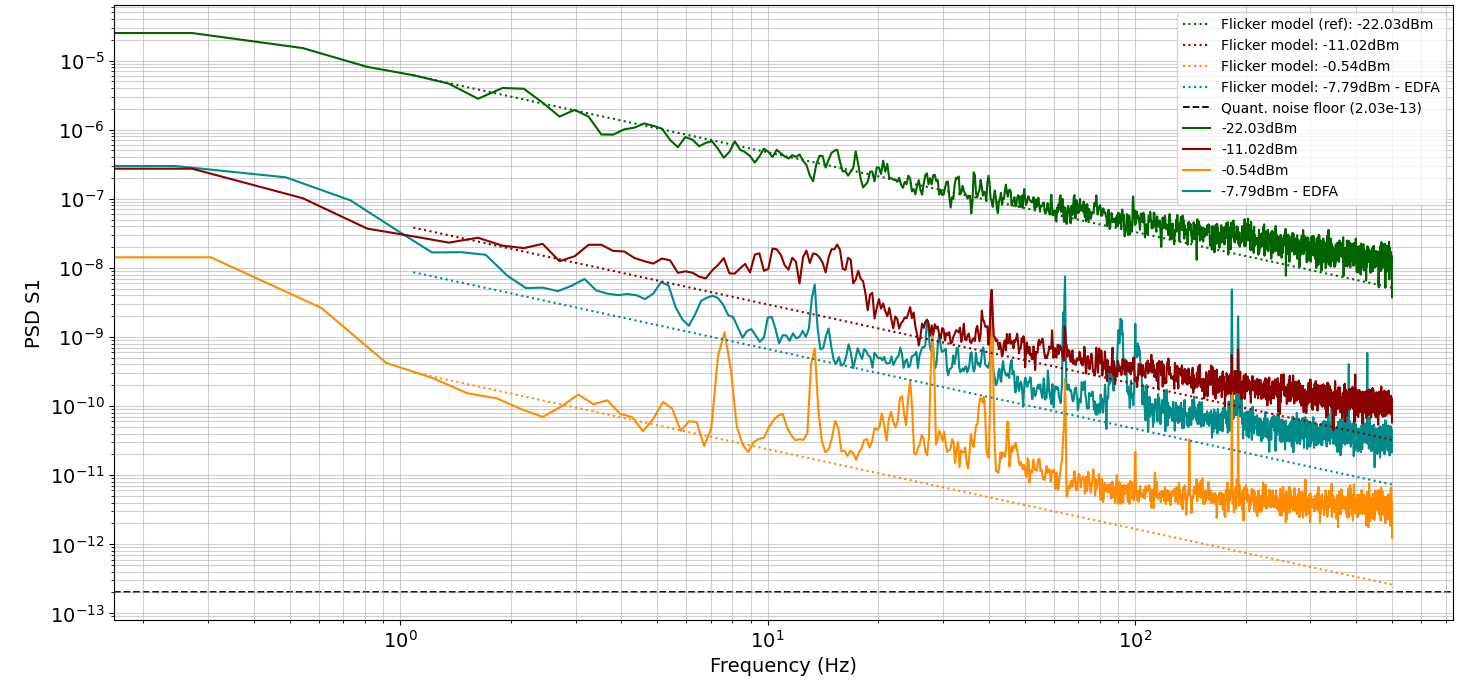 PSD S1
10⁻⁵
10⁻⁶
10⁻⁷
10⁻⁸
10⁻⁹
10⁻¹⁰
10⁻¹¹
10⁻¹²
10⁻¹³
Flicker model (ref): -22.03dBm
Flicker model: -11.02dBm
Flicker model: -0.54dBm
Flicker model: -7.79dBm - EDFA
Quant. noise floor (2.03e-13)
-22.03dBm
-11.02dBm
-0.54dBm
-7.79dBm - EDFA
10⁰ 10¹ 10²
Frequency (Hz)